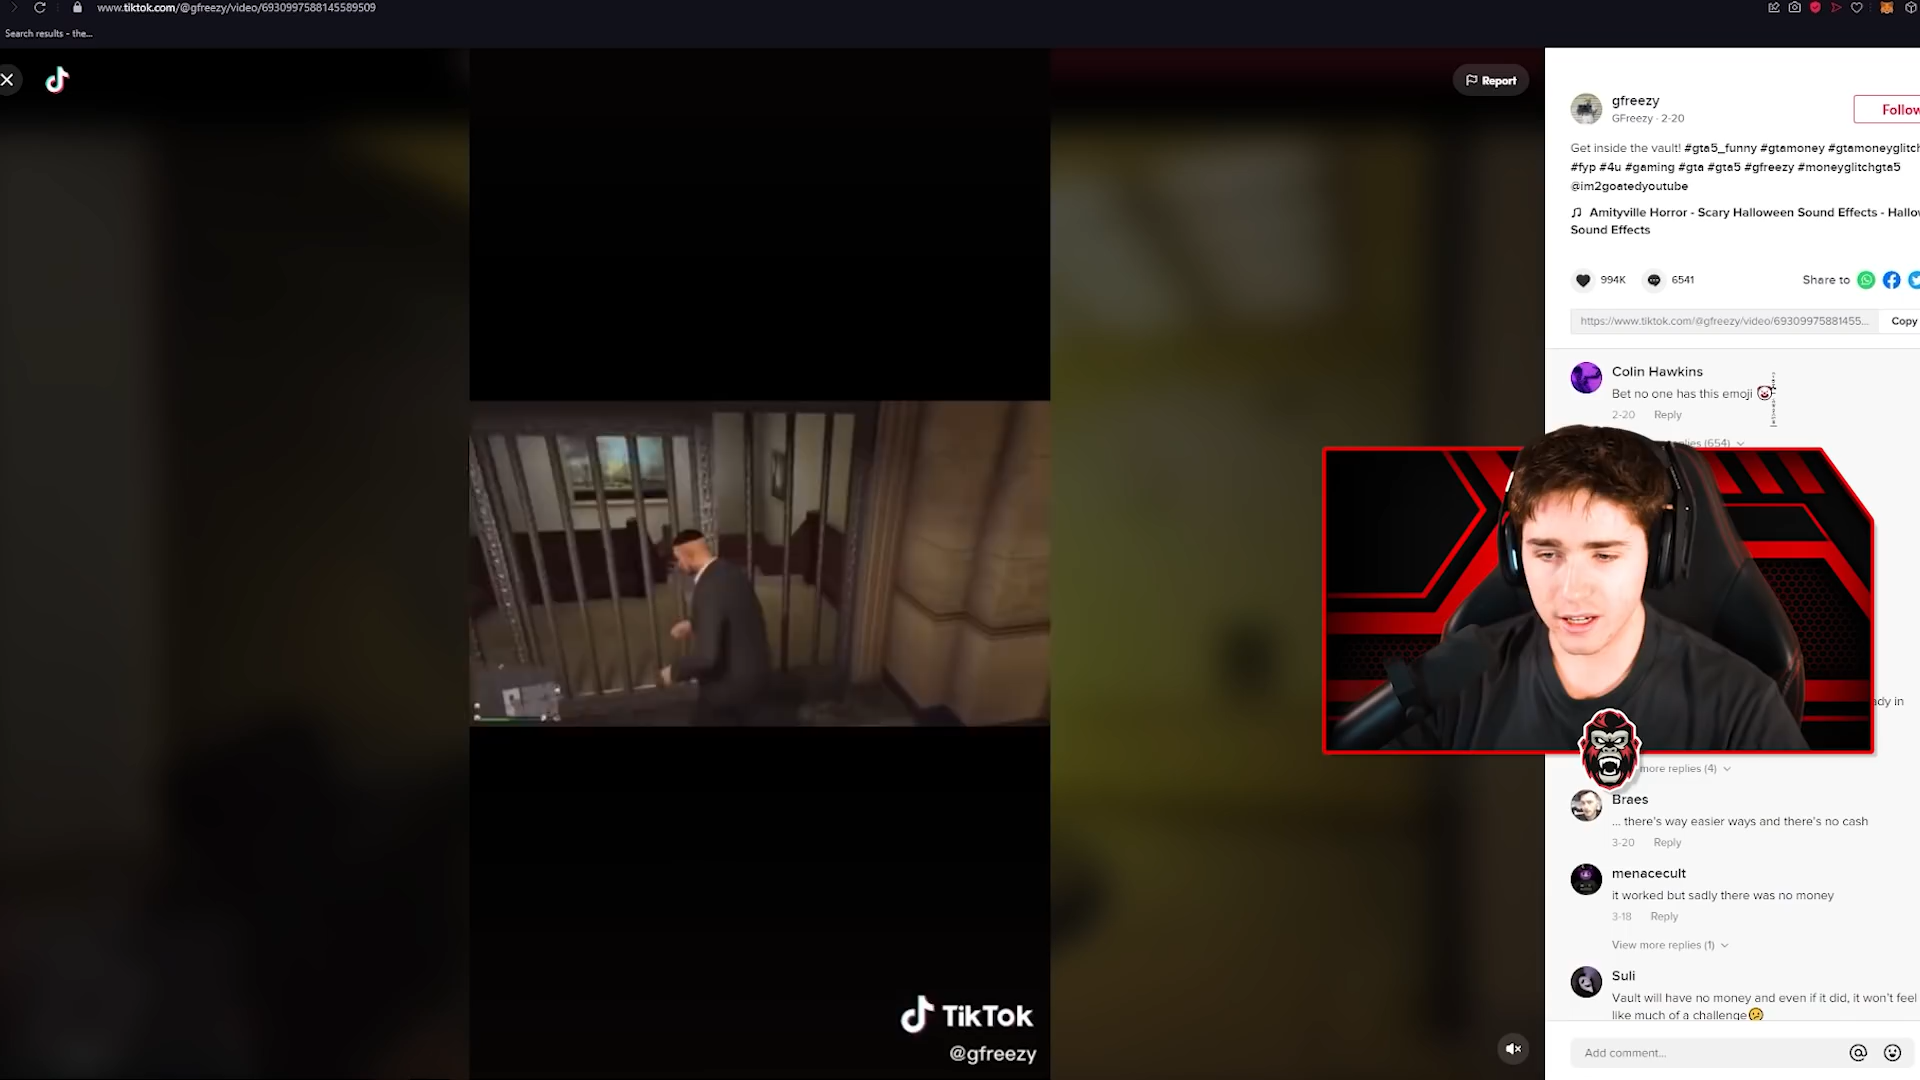 www.tiktok.com/@gfreezy/video/6930997588145589509
Search results - the...
Report
gfreezy
GFreezy · 2-20
Follow
Get inside the vault! #gta5_funny #gtamoney #gtamoneyglitch
#fyp #4u #gaming #gta #gta5 #gfreezy #moneyglitchgta5
@im2goatedyoutube
Amityville Horror - Scary Halloween Sound Effects - Hallo
Sound Effects
994K
6541
Share to
https://www.tiktok.com/@gfreezy/video/69309975881455...
Copy
Colin Hawkins
Bet no one has this emoji
2-20 Reply
plies (654)
dy in
more replies (4)
Braes
... there's way easier ways and there's no cash
3-20 Reply
menacecult
it worked but sadly there was no money
3-18 Reply
View more replies (1)
Suli
Vault will have no money and even if it did, it won't feel
like much of a challenge😕
TikTok
@gfreezy
Add comment...